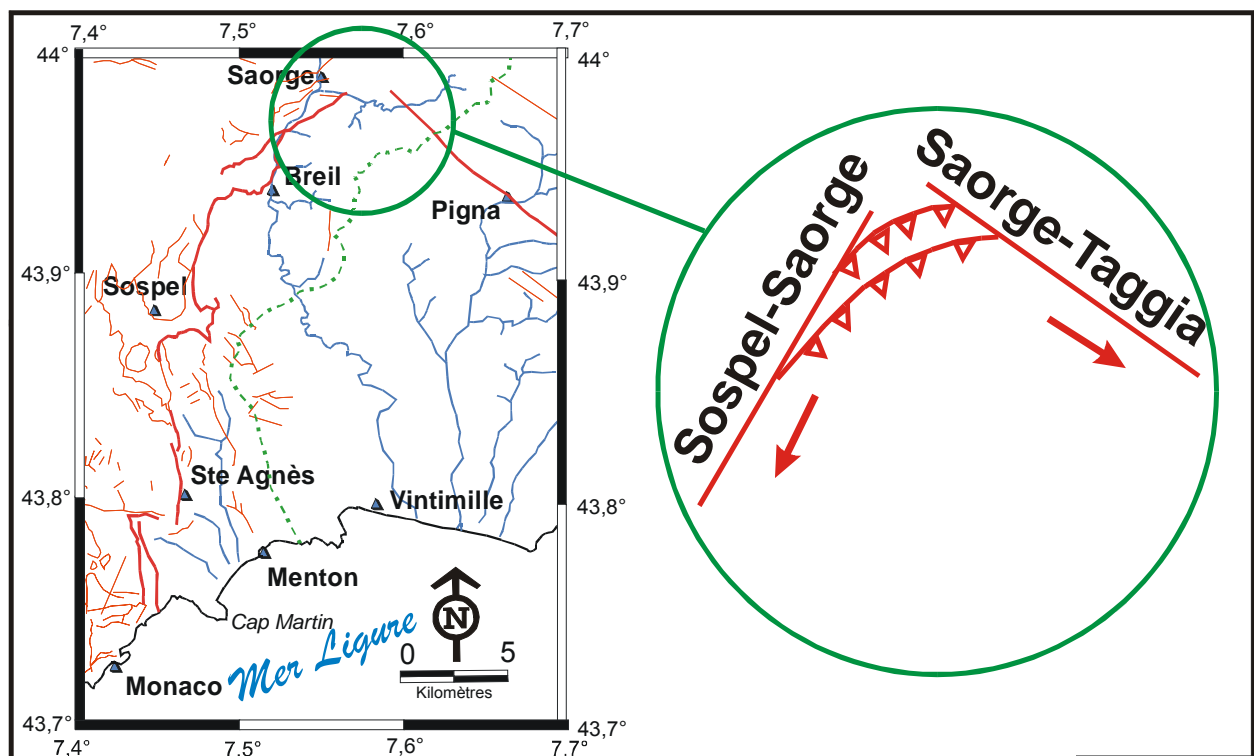 7,4°
7,5°
7,6°
7,7°
44°
44°
Saorge
Breil
Pigna
43,9°
43,9°
Sospel
Ste Agnès
43,8°
43,8°
Vintimille
Menton
Cap Martin
Mer Ligure
N
0 5
Kilomètres
Monaco
43,7°
43,7°
7,4°
7,5°
7,6°
7,7°
Sospel-Saorge
Saorge-Taggia